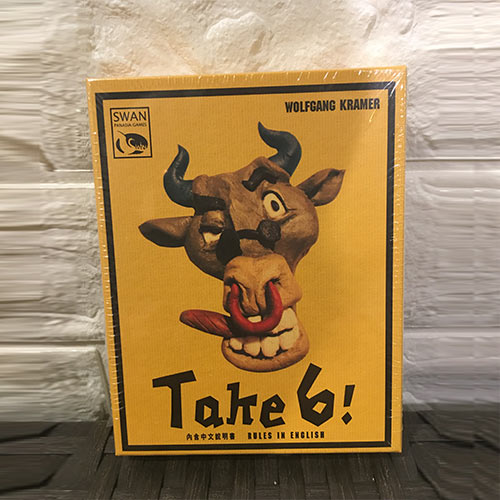 WOLFGANG KRAMER
SWAN
PANASIA GAMES
Take 6!
內含中文說明書 RULES IN ENGLISH